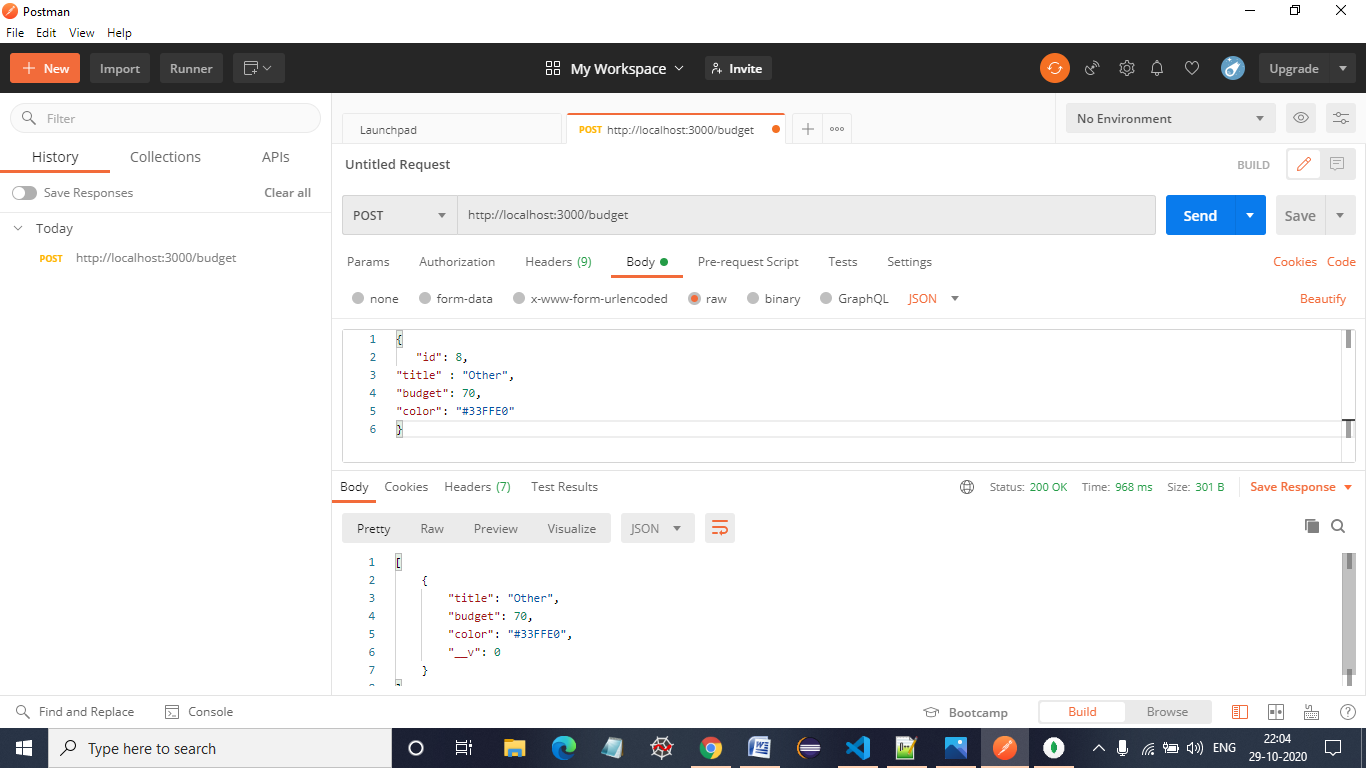 Postman
File Edit View Help
New Import Runner My Workspace Invite Upgrade
Filter
History Collections APIs
Save Responses Clear all
Today
POST http://localhost:3000/budget
Launchpad POST http://localhost:3000/budget No Environment
Untitled Request BUILD
POST http://localhost:3000/budget Send Save
Params Authorization Headers (9) Body Pre-request Script Tests Settings Cookies Code
none form-data x-www-form-urlencoded raw binary GraphQL JSON Beautify
1 {
2 "id": 8,
3 "title" : "Other",
4 "budget": 70,
5 "color": "#33FFE0"
6 }
Body Cookies Headers (7) Test Results Status: 200 OK Time: 968 ms Size: 301 B Save Response
Pretty Raw Preview Visualize JSON
1 [
2 {
3 "title": "Other",
4 "budget": 70,
5 "color": "#33FFE0",
6 "__v": 0
7 }
Find and Replace Console Bootcamp Build Browse
Type here to search ENG 22:04
29-10-2020